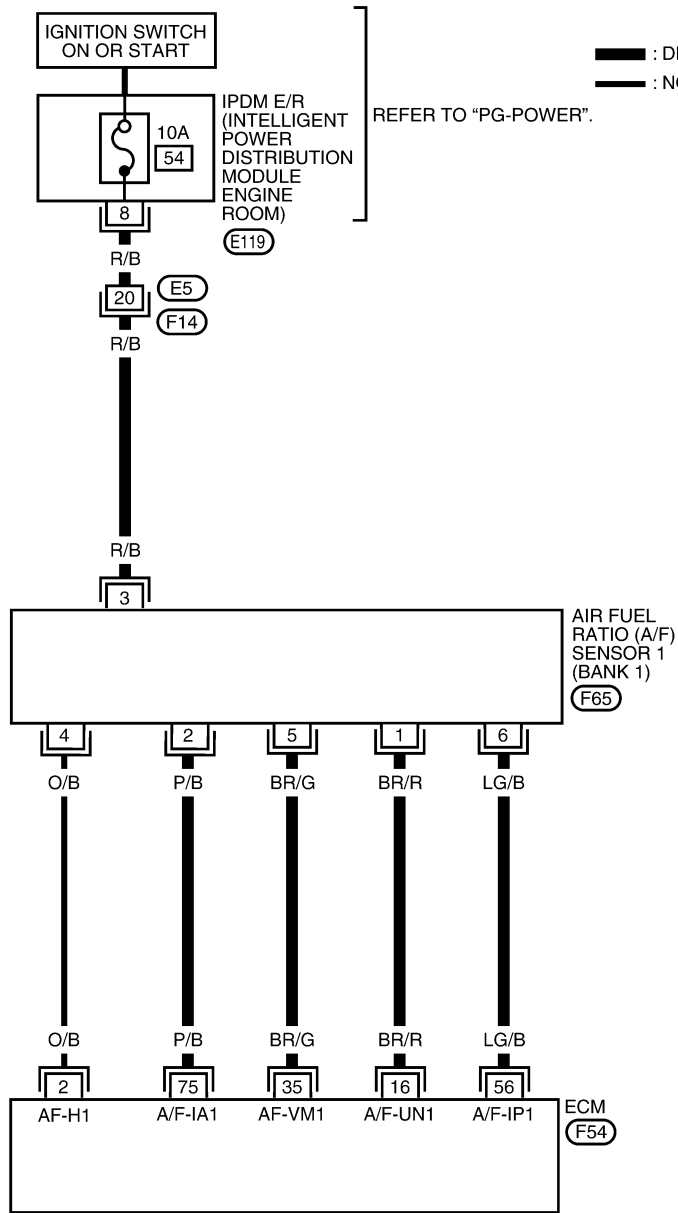 IGNITION SWITCH
ON OR START
10A
54
IPDM E/R
(INTELLIGENT
POWER
DISTRIBUTION
MODULE
ENGINE
ROOM)
E119
REFER TO “PG-POWER”.
8
R/B
20
E5
F14
R/B
R/B
3
AIR FUEL
RATIO (A/F)
SENSOR 1
(BANK 1)
F65
4 2 5 1 6
O/B P/B BR/G BR/R LG/B
O/B P/B BR/G BR/R LG/B
2 75 35 16 56
AF-H1 A/F-IA1 AF-VM1 A/F-UN1 A/F-IP1
ECM
F54